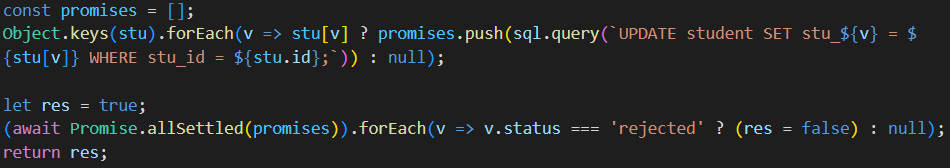 const promises = [];
Object.keys(stu).forEach(v => stu[v] ? promises.push(sql.query(`UPDATE student SET stu_${v} = $
{stu[v]} WHERE stu_id = ${stu.id};`)) : null);

let res = true;
(await Promise.allSettled(promises)).forEach(v => v.status === 'rejected' ? (res = false) : null);
return res;